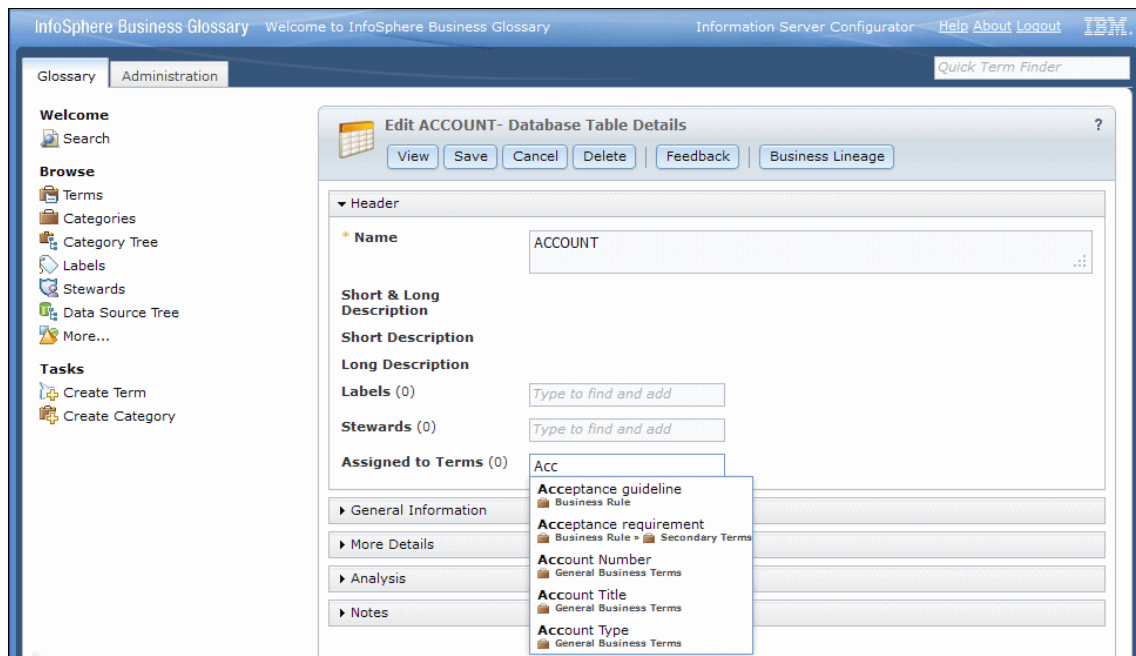 InfoSphere Business Glossary Welcome to InfoSphere Business Glossary Information Server Configurator Help About Logout IBM.
Glossary Administration Quick Term Finder
Welcome
Search
Browse
Terms
Categories
Category Tree
Labels
Stewards
Data Source Tree
More...
Tasks
Create Term
Create Category
Edit ACCOUNT- Database Table Details ?
View Save Cancel Delete Feedback Business Lineage
Header
* Name ACCOUNT
Short & Long
Description
Short Description
Long Description
Labels (0) Type to find and add
Stewards (0) Type to find and add
Assigned to Terms (0) Acc
Acceptance guideline
Business Rule
Acceptance requirement
Business Rule » Secondary Terms
Account Number
General Business Terms
Account Title
General Business Terms
Account Type
General Business Terms
General Information
More Details
Analysis
Notes